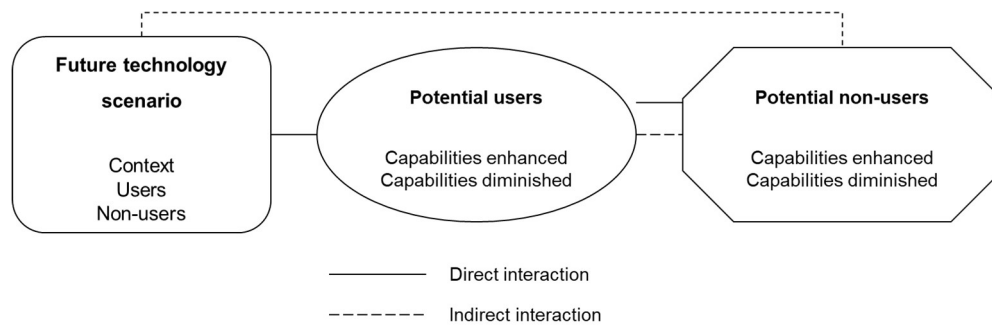 Future technology
scenario
Context
Users
Non-users
Potential users
Capabilities enhanced
Capabilities diminished
Potential non-users
Capabilities enhanced
Capabilities diminished
Direct interaction
Indirect interaction